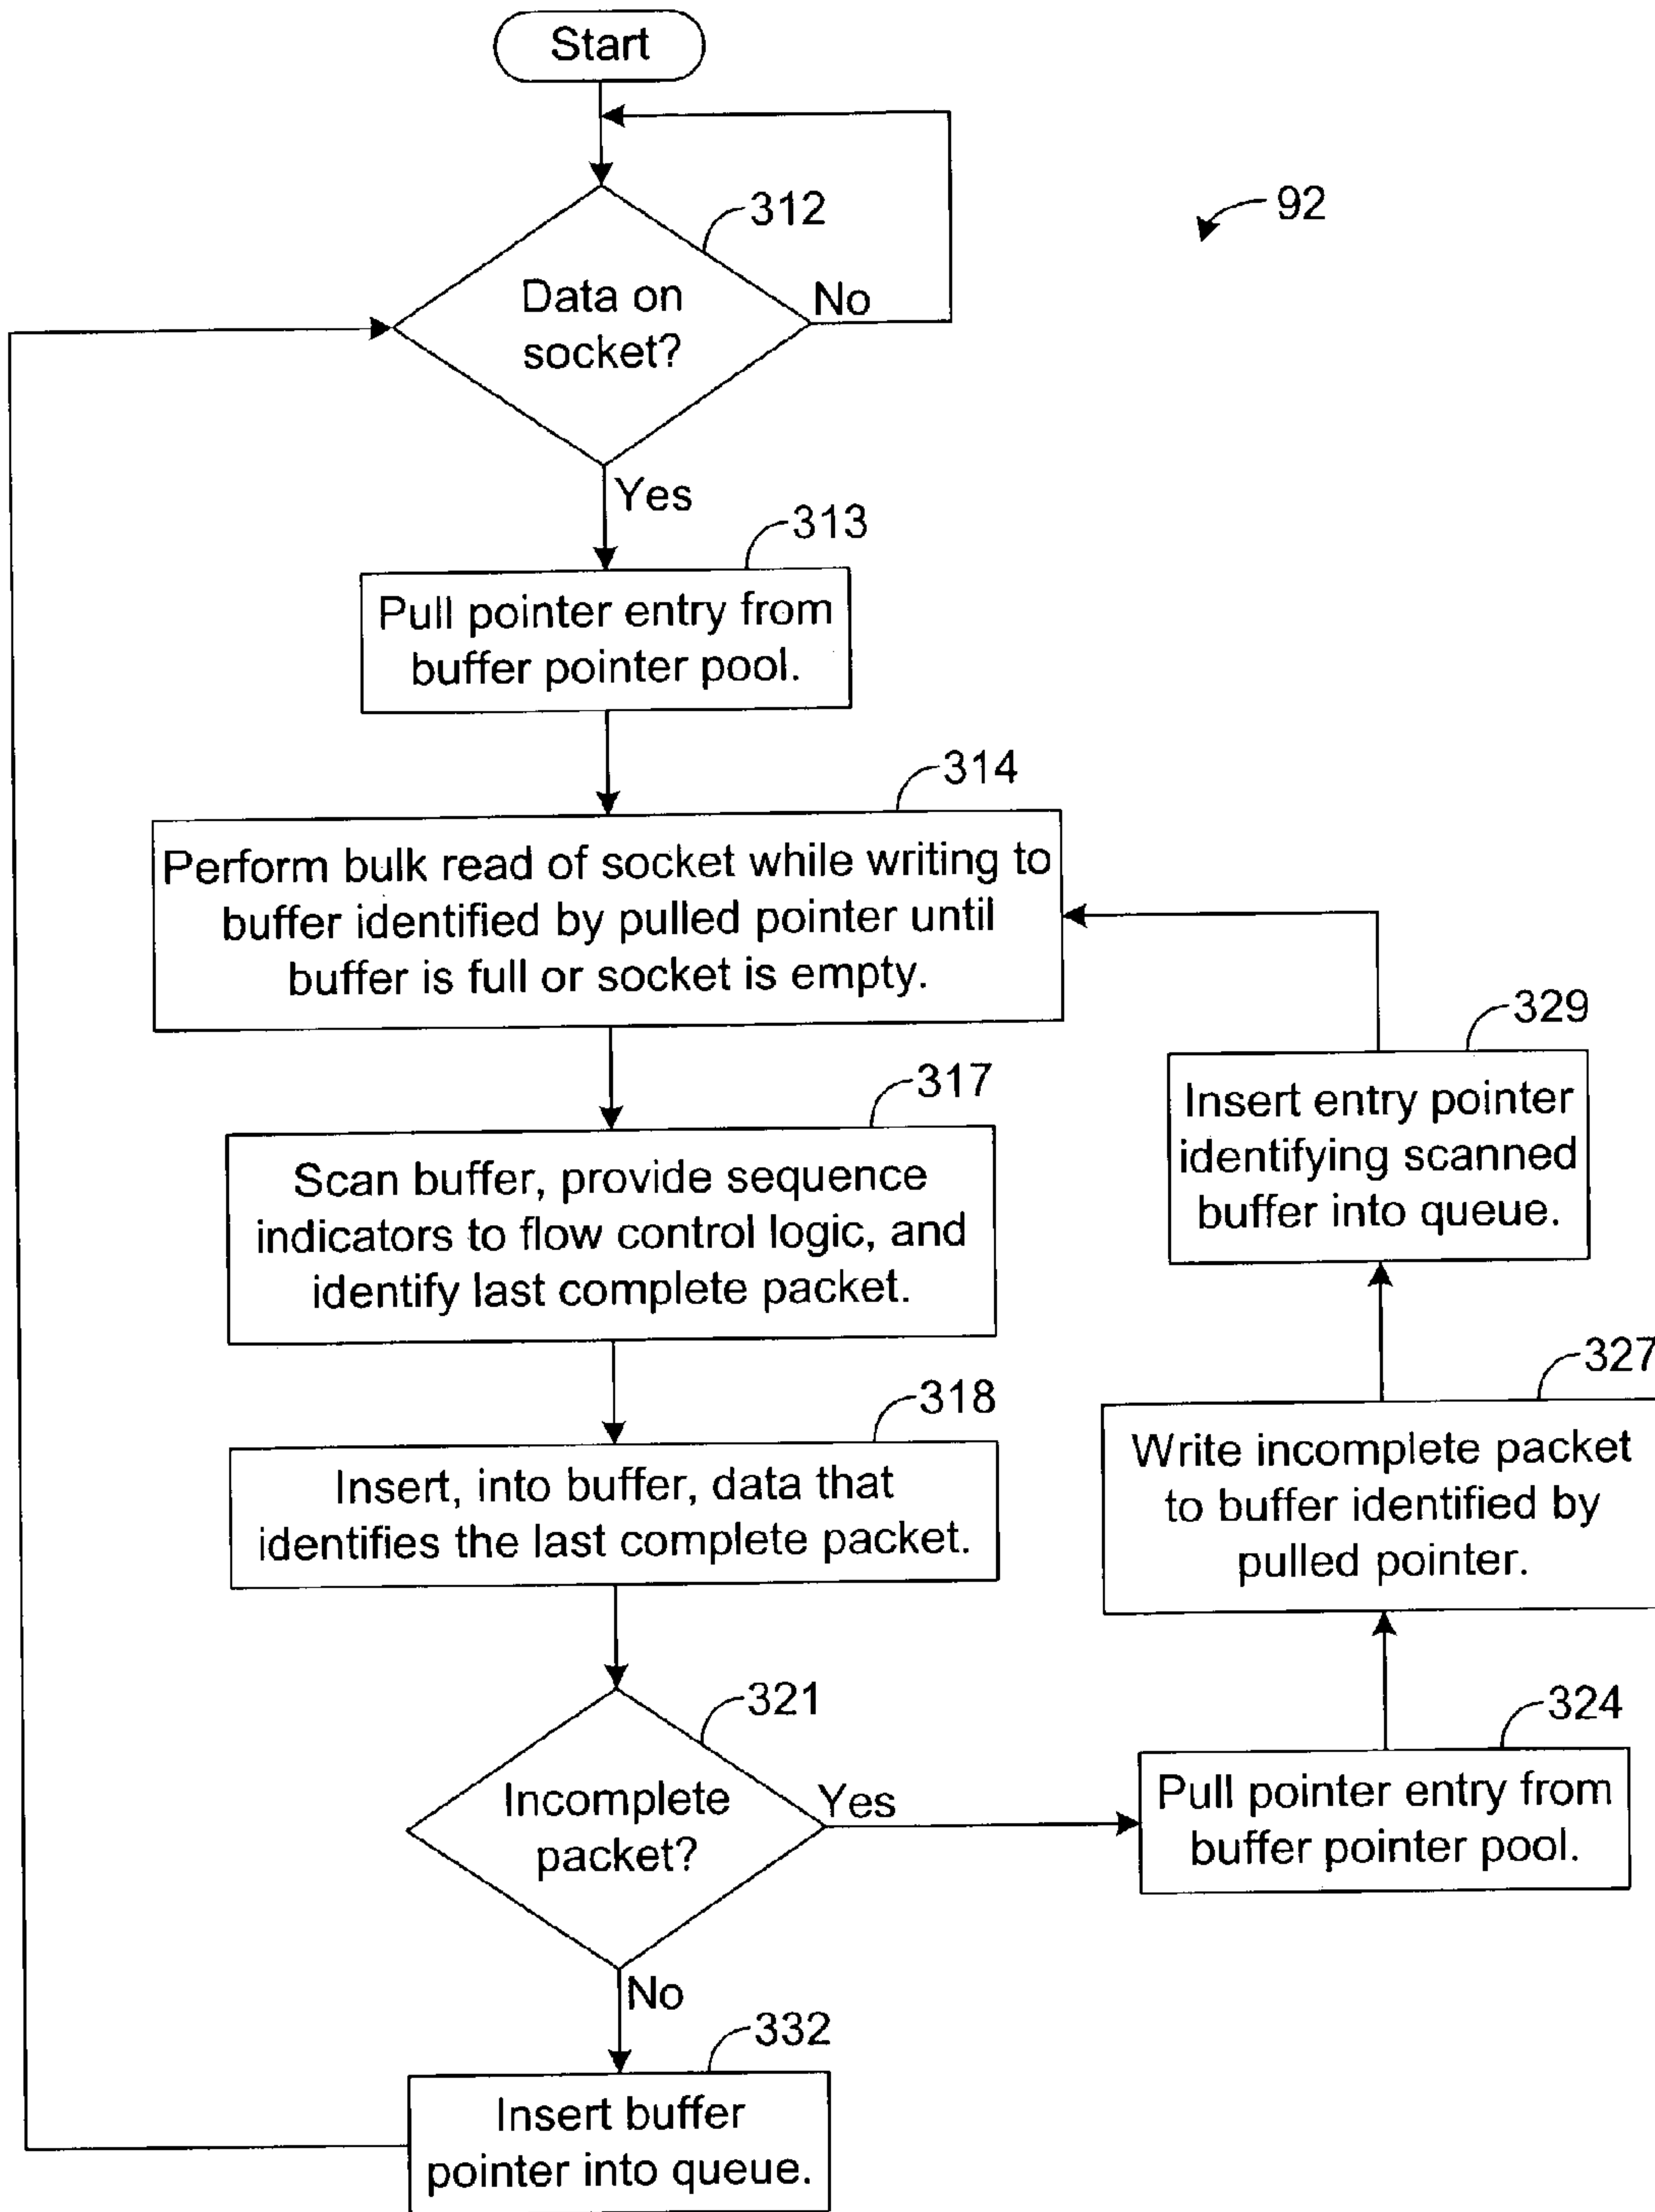 Start
312
92
Data on
socket?
No
Yes
313
Pull pointer entry from
buffer pointer pool.
314
Perform bulk read of socket while writing to
buffer identified by pulled pointer until
buffer is full or socket is empty.
329
Insert entry pointer
identifying scanned
buffer into queue.
317
Scan buffer, provide sequence
indicators to flow control logic, and
identify last complete packet.
327
Write incomplete packet
to buffer identified by
pulled pointer.
318
Insert, into buffer, data that
identifies the last complete packet.
321
Incomplete
packet?
Yes
324
Pull pointer entry from
buffer pointer pool.
No
332
Insert buffer
pointer into queue.